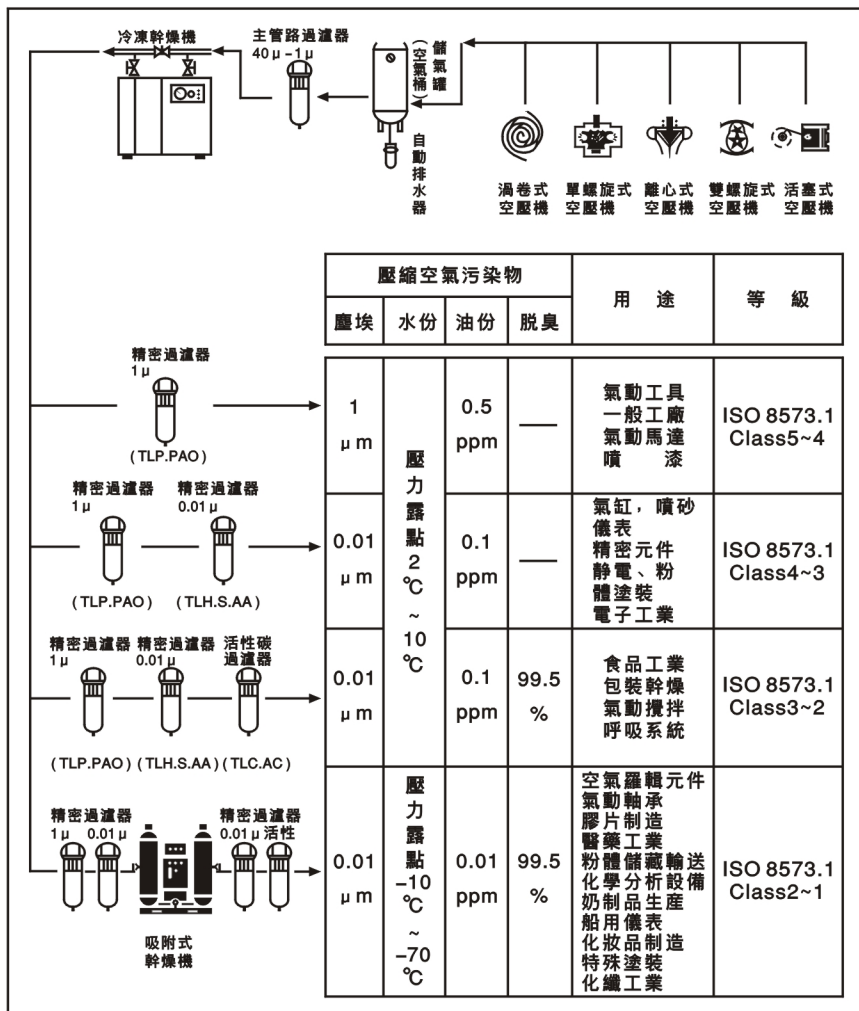 冷凍幹燥機
主管路過濾器
40μ-1μ
儲氣罐
(空氣桶)
自動排水器
渦卷式
空壓機
單螺旋式
空壓機
離心式
空壓機
雙螺旋式
空壓機
活塞式
空壓機
壓縮空氣污染物
用 途
等 級
塵埃
水份
油份
脱臭
精密過濾器
1μ
(TLP.PAO)
1
μm
壓力露點2℃~10℃
0.5
ppm
—
氣動工具
一般工廠
氣動馬達
噴 漆
ISO 8573.1
Class5~4
精密過濾器
1μ
精密過濾器
0.01μ
(TLP.PAO)
(TLH.S.AA)
0.01
μm
0.1
ppm
—
氣缸，噴砂
儀表
精密元件
静電、粉
體塗裝
電子工業
ISO 8573.1
Class4~3
精密過濾器
1μ
精密過濾器
0.01μ
活性碳
過濾器
(TLP.PAO)
(TLH.S.AA)
(TLC.AC)
0.01
μm
0.1
ppm
99.5
%
食品工業
包裝幹燥
氣動攪拌
呼吸系統
ISO 8573.1
Class3~2
精密過濾器
1μ 0.01μ
精密過濾器
0.01μ 活性
吸附式
幹燥機
0.01
μm
壓力露點-10℃~-70℃
0.01
ppm
99.5
%
空氣羅輯元件
氣動軸承
膠片制造
醫藥工業
粉體儲藏輸送
化學分析設備
奶制品生産
船用儀表
化妝品制造
特殊塗裝
化纖工業
ISO 8573.1
Class2~1